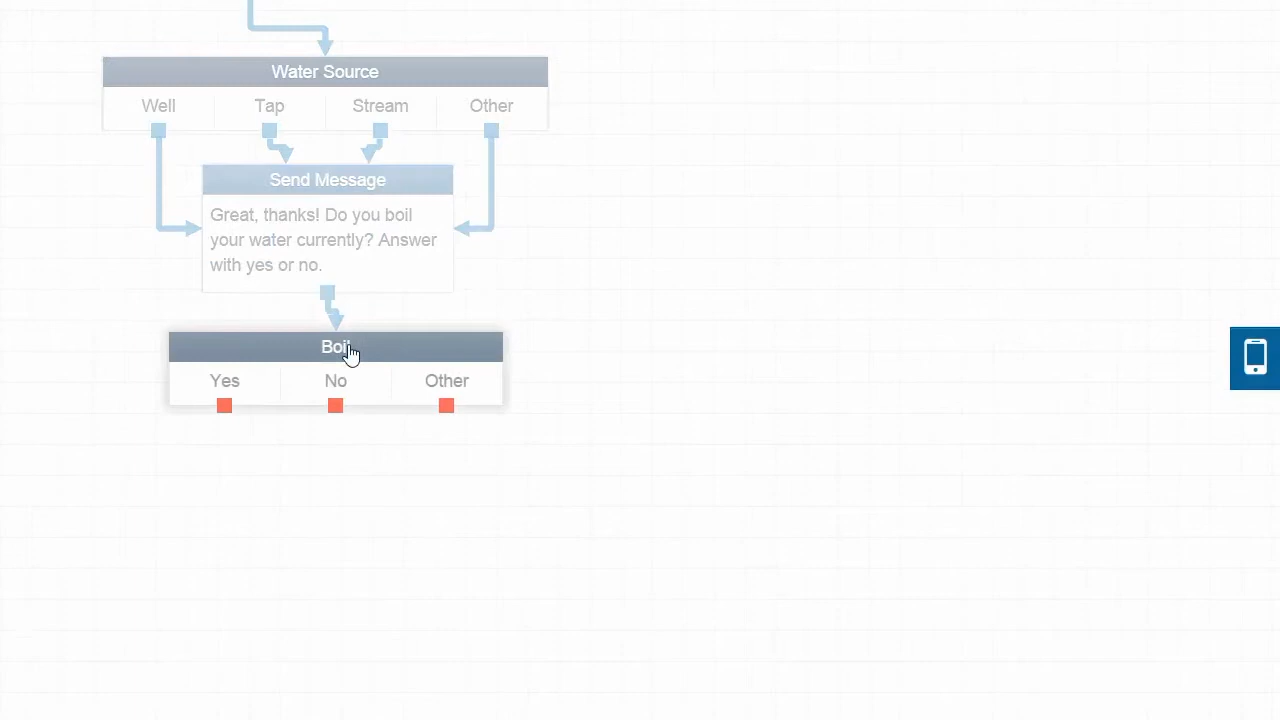 Water Source
Well Tap Stream Other
Send Message
Great, thanks! Do you boil
your water currently? Answer
with yes or no.
Boil
Yes No Other